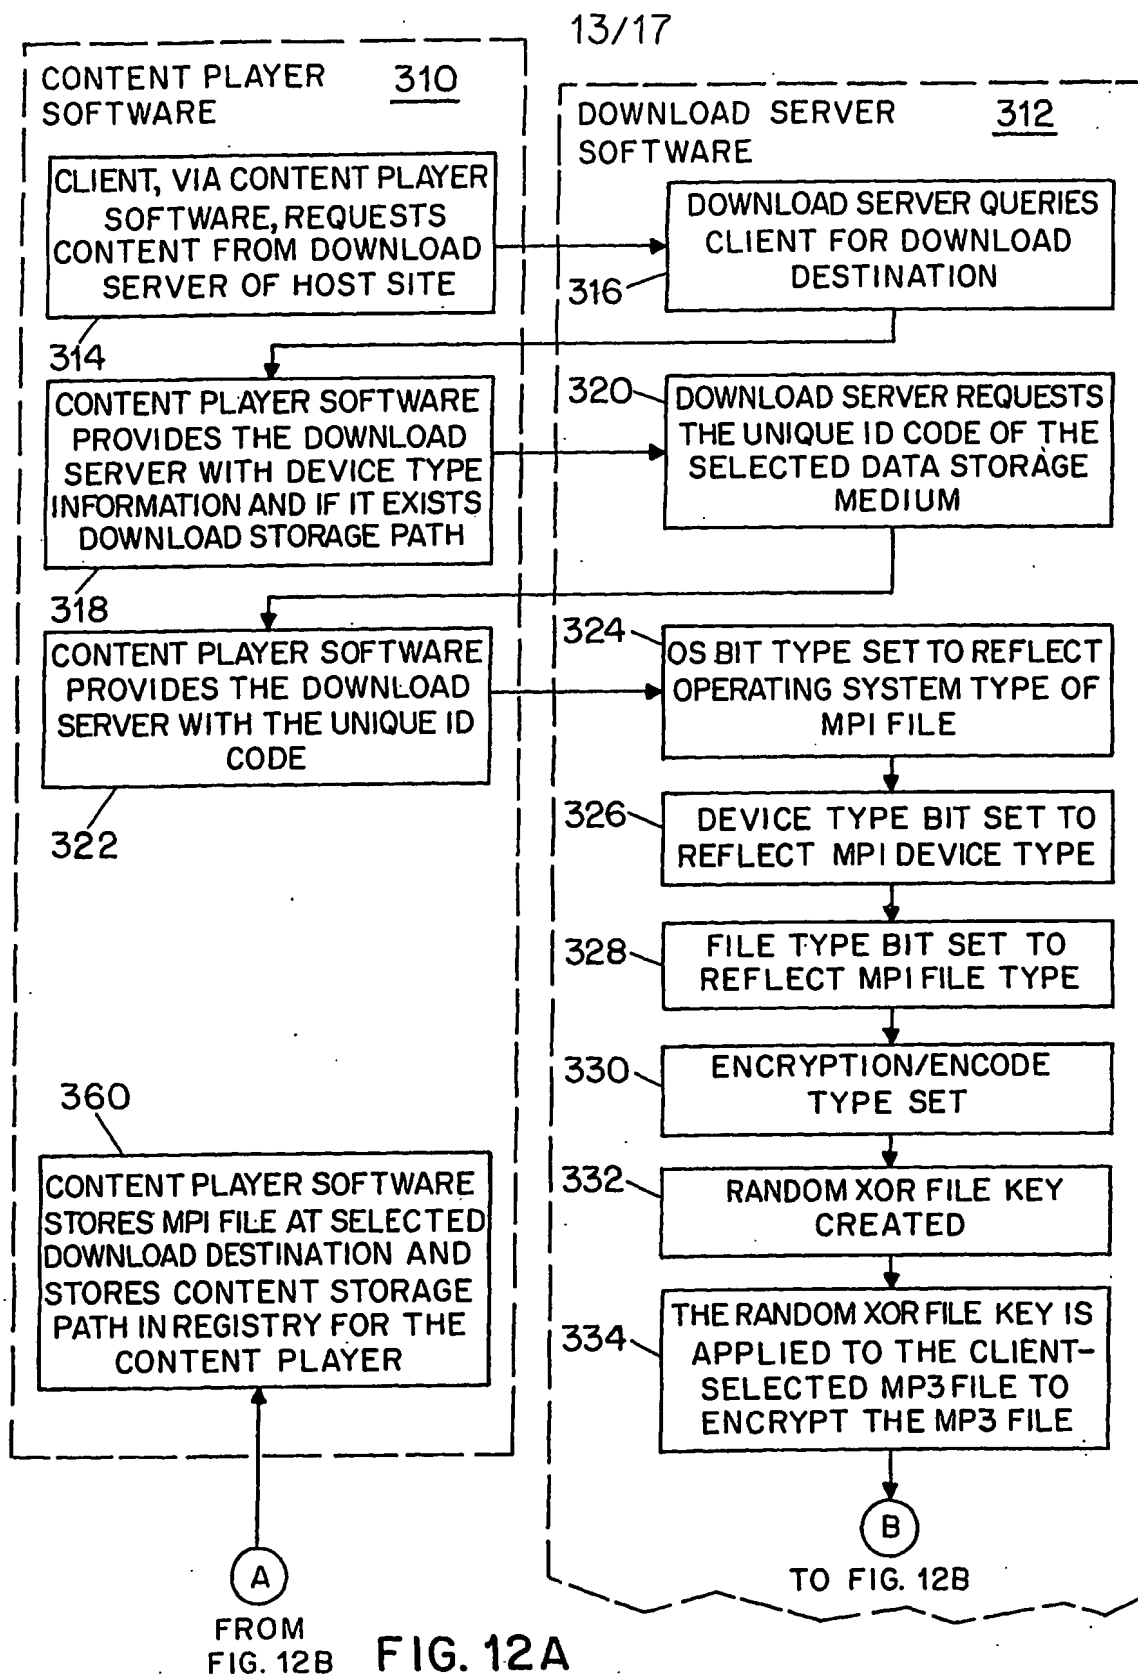 13/17
CONTENT PLAYER
SOFTWARE
310
CLIENT, VIA CONTENT PLAYER
SOFTWARE, REQUESTS
CONTENT FROM DOWNLOAD
SERVER OF HOST SITE
314
CONTENT PLAYER SOFTWARE
PROVIDES THE DOWNLOAD
SERVER WITH DEVICE TYPE
INFORMATION AND IF IT EXISTS
DOWNLOAD STORAGE PATH
318
CONTENT PLAYER SOFTWARE
PROVIDES THE DOWNLOAD
SERVER WITH THE UNIQUE ID
CODE
322
360
CONTENT PLAYER SOFTWARE
STORES MPI FILE AT SELECTED
DOWNLOAD DESTINATION AND
STORES CONTENT STORAGE
PATH IN REGISTRY FOR THE
CONTENT PLAYER
A
FROM
FIG. 12B
DOWNLOAD SERVER
SOFTWARE
312
DOWNLOAD SERVER QUERIES
CLIENT FOR DOWNLOAD
DESTINATION
316
320
DOWNLOAD SERVER REQUESTS
THE UNIQUE ID CODE OF THE
SELECTED DATA STORAGE
MEDIUM
324
OS BIT TYPE SET TO REFLECT
OPERATING SYSTEM TYPE OF
MPI FILE
326
DEVICE TYPE BIT SET TO
REFLECT MPI DEVICE TYPE
328
FILE TYPE BIT SET TO
REFLECT MPI FILE TYPE
330
ENCRYPTION/ENCODE
TYPE SET
332
RANDOM XOR FILE KEY
CREATED
334
THE RANDOM XOR FILE KEY IS
APPLIED TO THE CLIENT-
SELECTED MP3 FILE TO
ENCRYPT THE MP3 FILE
B
TO FIG. 12B
FIG. 12A